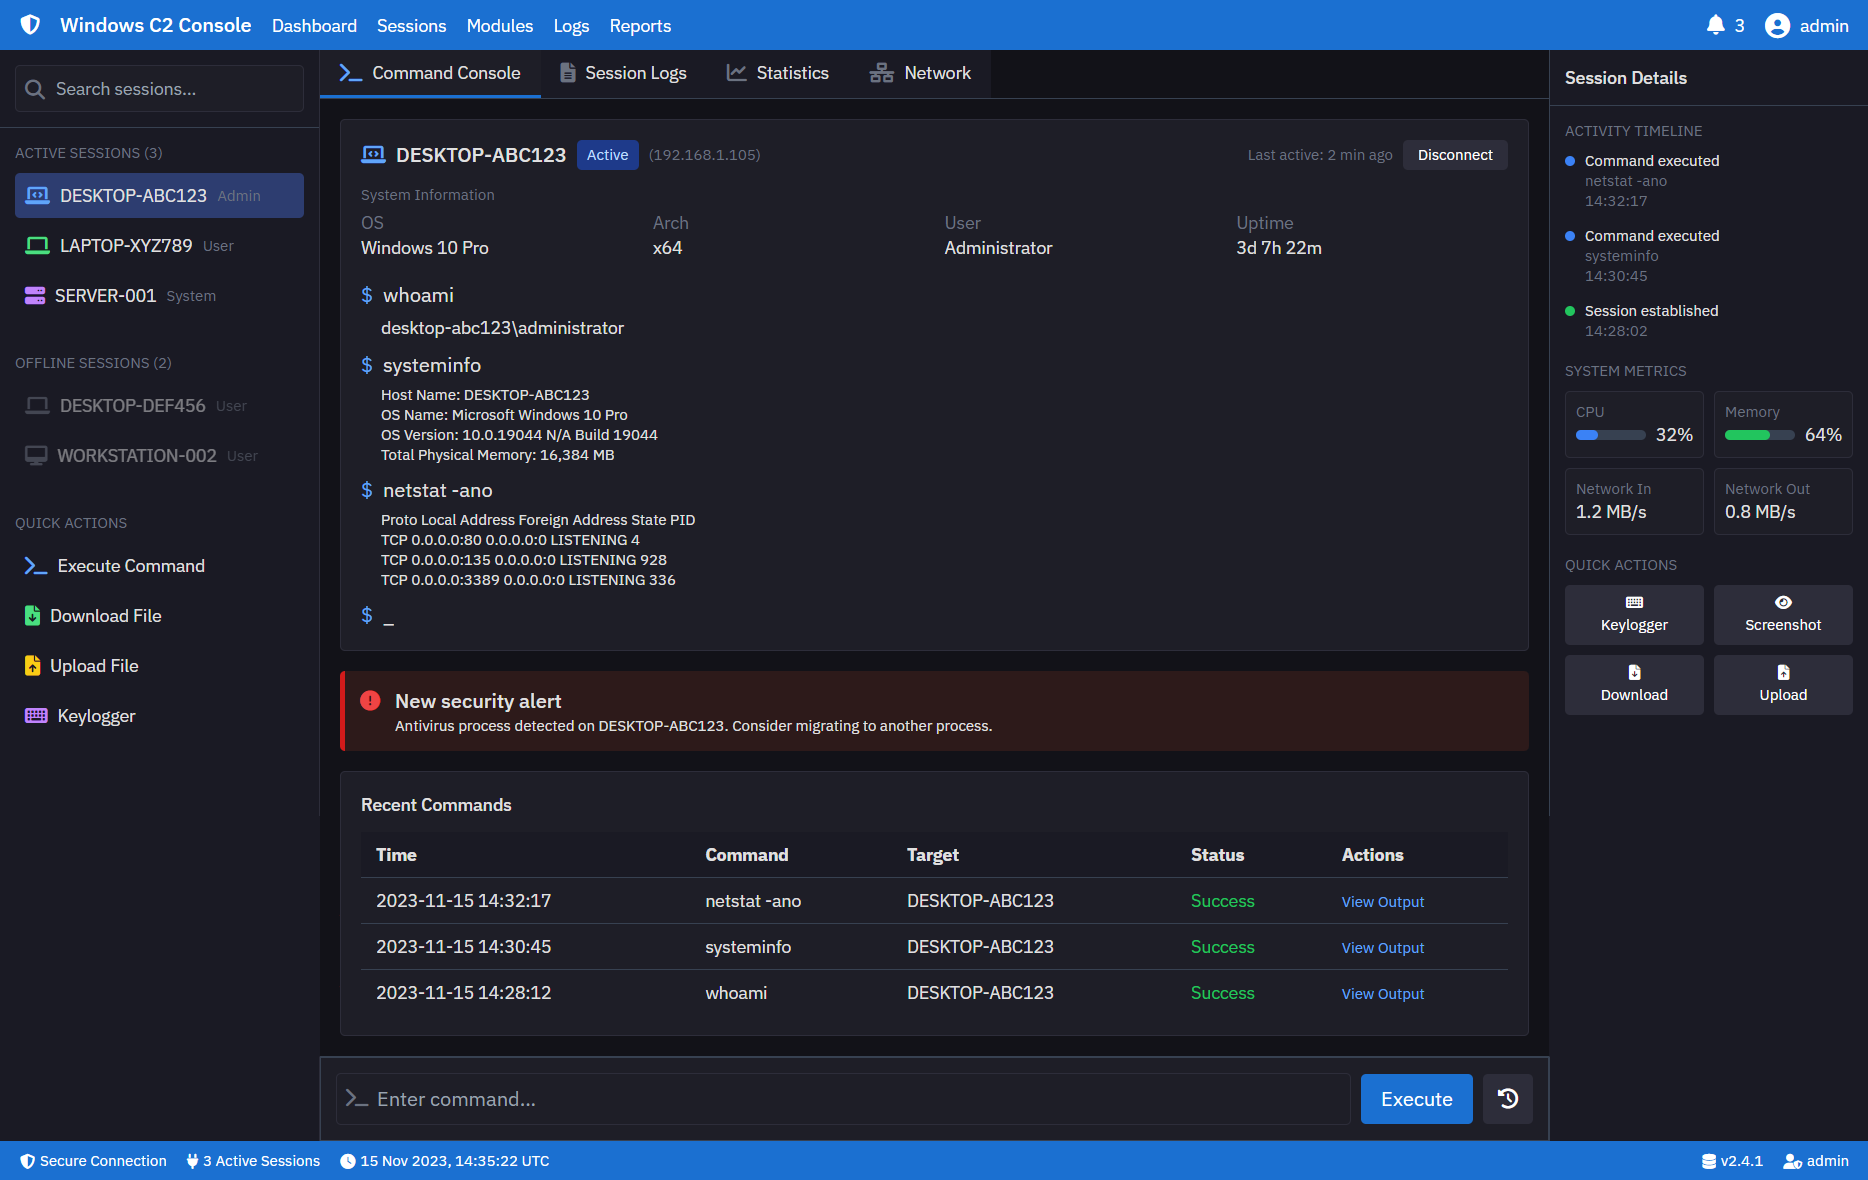 Windows C2 Console Dashboard Sessions Modules Logs Reports 3 admin
Search sessions...
ACTIVE SESSIONS (3)
DESKTOP-ABC123 Admin
LAPTOP-XYZ789 User
SERVER-001 System
OFFLINE SESSIONS (2)
DESKTOP-DEF456 User
WORKSTATION-002 User
QUICK ACTIONS
Execute Command
Download File
Upload File
Keylogger
Command Console Session Logs Statistics Network
DESKTOP-ABC123 Active (192.168.1.105) Last active: 2 min ago Disconnect
System Information
OS Arch User Uptime
Windows 10 Pro x64 Administrator 3d 7h 22m
$ whoami
desktop-abc123\administrator
$ systeminfo
Host Name: DESKTOP-ABC123
OS Name: Microsoft Windows 10 Pro
OS Version: 10.0.19044 N/A Build 19044
Total Physical Memory: 16,384 MB
$ netstat -ano
Proto Local Address Foreign Address State PID
TCP 0.0.0.0:80 0.0.0.0:0 LISTENING 4
TCP 0.0.0.0:135 0.0.0.0:0 LISTENING 928
TCP 0.0.0.0:3389 0.0.0.0:0 LISTENING 336
$ _
New security alert
Antivirus process detected on DESKTOP-ABC123. Consider migrating to another process.
Recent Commands
Time Command Target Status Actions
2023-11-15 14:32:17 netstat -ano DESKTOP-ABC123 Success View Output
2023-11-15 14:30:45 systeminfo DESKTOP-ABC123 Success View Output
2023-11-15 14:28:12 whoami DESKTOP-ABC123 Success View Output
Enter command... Execute
Session Details
ACTIVITY TIMELINE
Command executed
netstat -ano
14:32:17
Command executed
systeminfo
14:30:45
Session established
14:28:02
SYSTEM METRICS
CPU Memory
32% 64%
Network In Network Out
1.2 MB/s 0.8 MB/s
QUICK ACTIONS
Keylogger Screenshot
Download Upload
Secure Connection 3 Active Sessions 15 Nov 2023, 14:35:22 UTC v2.4.1 admin